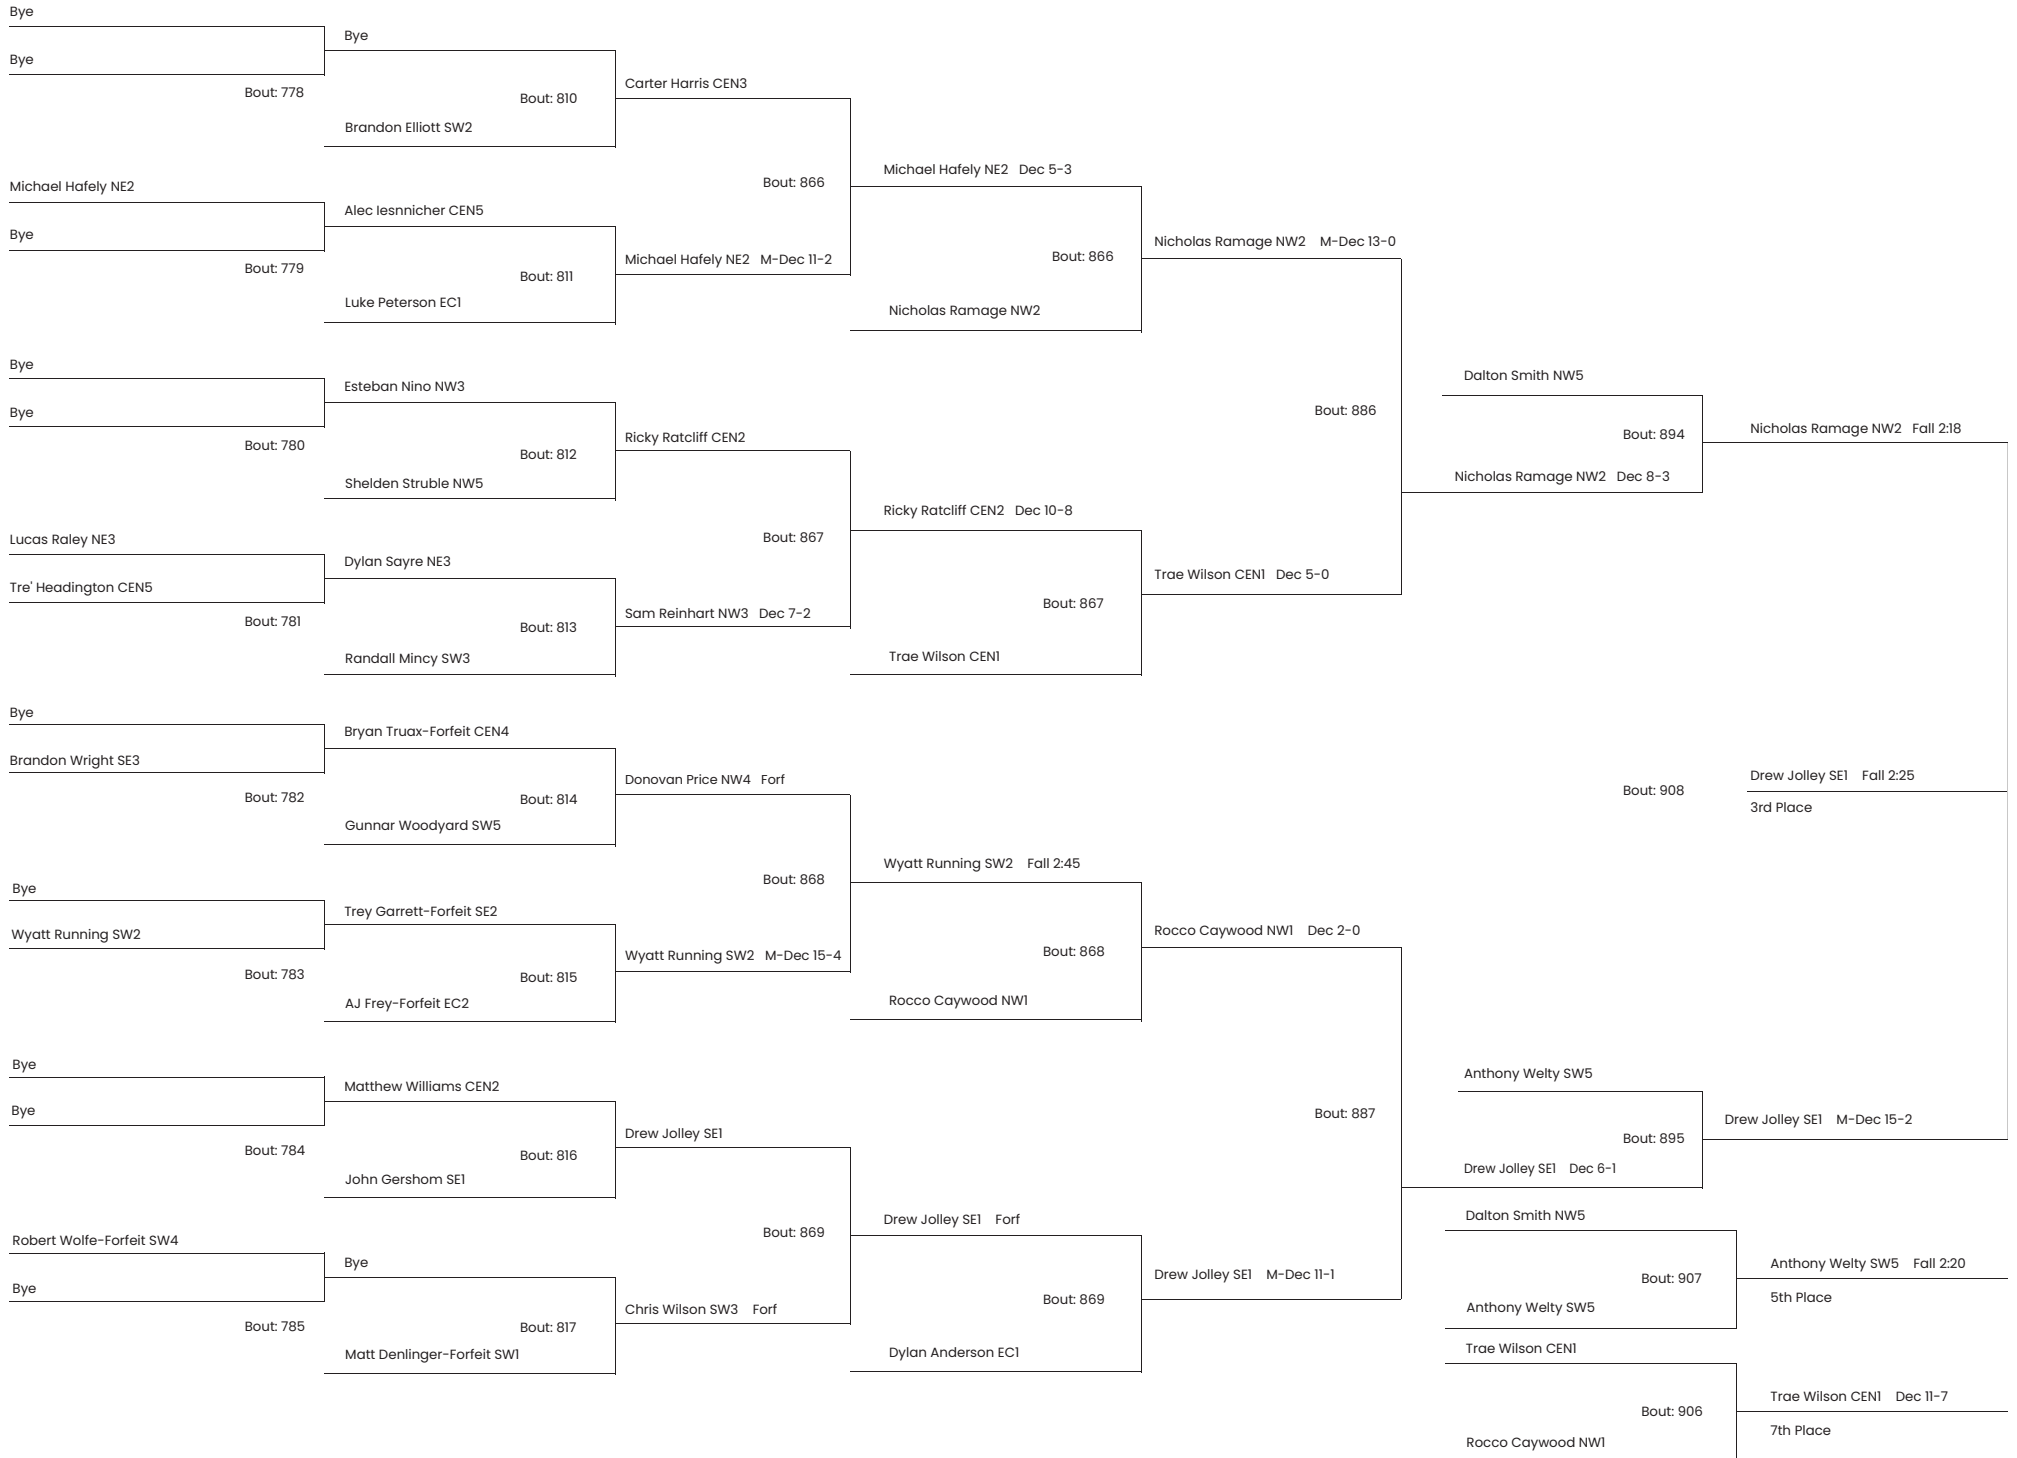 Bye
Bye
Bout: 778
Michael Hafely NE2
Bye
Bout: 779
Bye
Bye
Bout: 780
Lucas Raley NE3
Tre' Headington CEN5
Bout: 781
Bye
Brandon Wright SE3
Bout: 782
Bye
Wyatt Running SW2
Bout: 783
Bye
Bye
Bout: 784
Robert Wolfe-Forfeit SW4
Bye
Bout: 785
Bye
Bout: 810
Brandon Elliott SW2
Alec Iesnnicher CEN5
Bout: 811
Luke Peterson EC1
Esteban Nino NW3
Bout: 812
Shelden Struble NW5
Dylan Sayre NE3
Bout: 813
Randall Mincy SW3
Bryan Truax-Forfeit CEN4
Bout: 814
Gunnar Woodyard SW5
Trey Garrett-Forfeit SE2
Bout: 815
AJ Frey-Forfeit EC2
Matthew Williams CEN2
Bout: 816
John Gershom SE1
Bye
Bout: 817
Matt Denlinger-Forfeit SW1
Carter Harris CEN3
Bout: 866
Michael Hafely NE2 M-Dec 11-2
Ricky Ratcliff CEN2
Bout: 867
Sam Reinhart NW3 Dec 7-2
Donovan Price NW4 Forf
Bout: 868
Wyatt Running SW2 M-Dec 15-4
Drew Jolley SE1
Bout: 869
Chris Wilson SW3 Forf
Michael Hafely NE2 Dec 5-3
Bout: 866
Nicholas Ramage NW2
Ricky Ratcliff CEN2 Dec 10-8
Bout: 867
Trae Wilson CEN1
Wyatt Running SW2 Fall 2:45
Bout: 868
Rocco Caywood NW1
Drew Jolley SE1 Forf
Bout: 869
Dylan Anderson EC1
Nicholas Ramage NW2 M-Dec 13-0
Bout: 886
Trae Wilson CEN1 Dec 5-0
Rocco Caywood NW1 Dec 2-0
Bout: 887
Drew Jolley SE1 M-Dec 11-1
Dalton Smith NW5
Bout: 894
Nicholas Ramage NW2 Dec 8-3
Anthony Welty SW5
Bout: 895
Drew Jolley SE1 Dec 6-1
Nicholas Ramage NW2 Fall 2:18
Bout: 908
Drew Jolley SE1 Fall 2:25
3rd Place
Drew Jolley SE1 M-Dec 15-2
Dalton Smith NW5
Bout: 907
Anthony Welty SW5
Anthony Welty SW5 Fall 2:20
5th Place
Trae Wilson CEN1
Bout: 906
Rocco Caywood NW1
Trae Wilson CEN1 Dec 11-7
7th Place